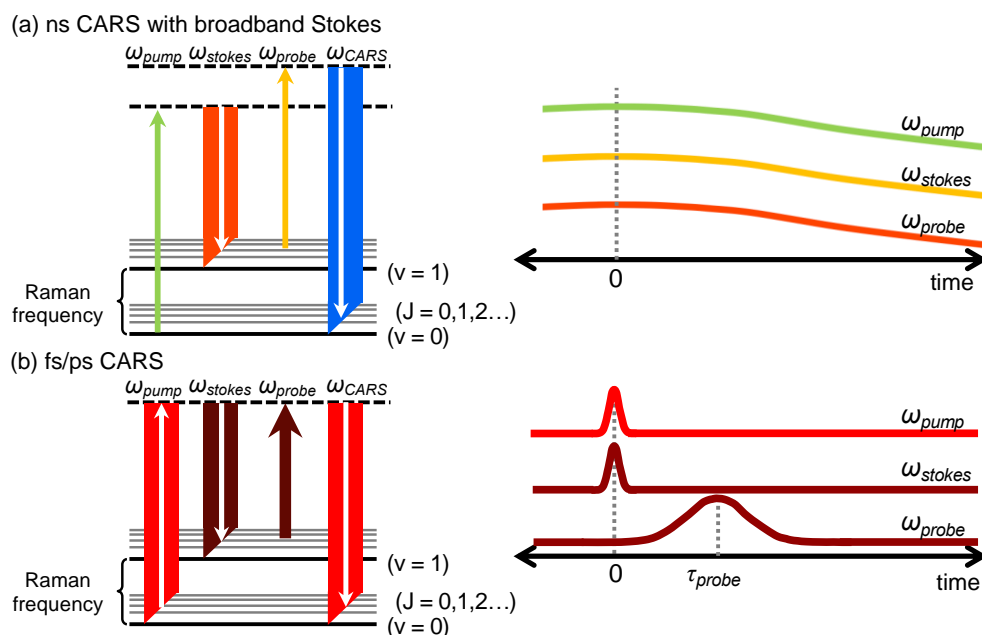 (a) ns CARS with broadband Stokes
ωpump ωstokes ωprobe ωCARS
(v = 1)
Raman
frequency
(J = 0,1,2…)
(v = 0)
ωpump
ωstokes
ωprobe
0
time
(b) fs/ps CARS
ωpump ωstokes ωprobe ωCARS
(v = 1)
Raman
frequency
(J = 0,1,2…)
(v = 0)
ωpump
ωstokes
ωprobe
0 τprobe
time